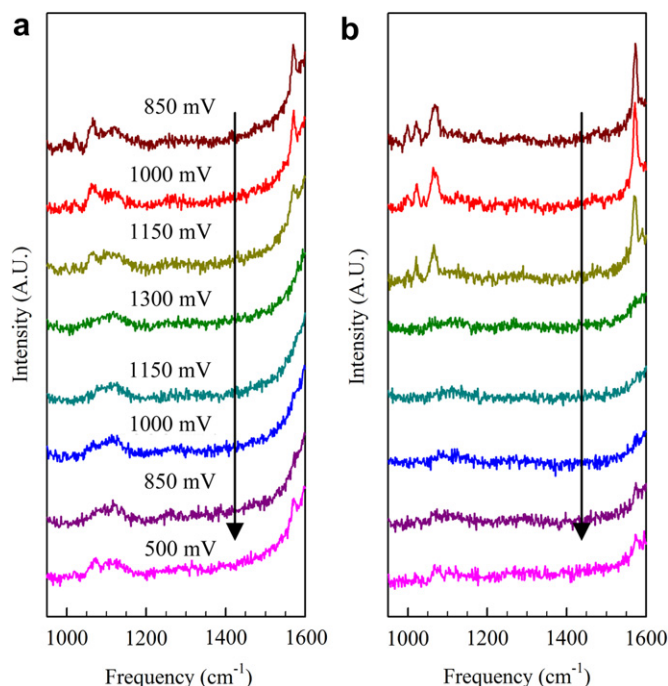 a
b
850 mV
1000 mV
1150 mV
1300 mV
1150 mV
1000 mV
850 mV
500 mV
Intensity (A.U.)
Intensity (A.U.)
1000 1200 1400 1600
1000 1200 1400 1600
Frequency (cm⁻¹)
Frequency (cm⁻¹)